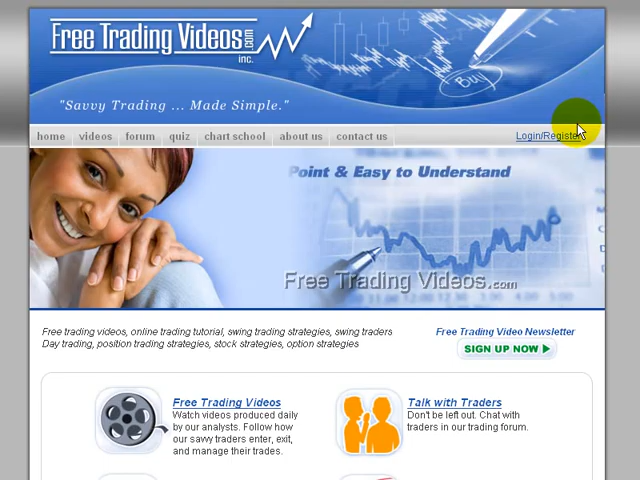 Free Trading Videos.com
inc.
Buy
"Savvy Trading ... Made Simple."
home videos forum quiz chart school about us contact us Login/Register
Point & Easy to Understand
Free Trading Videos.com
Free trading videos, online trading tutorial, swing trading strategies, swing traders
Day trading, position trading strategies, stock strategies, option strategies
Free Trading Video Newsletter
SIGN UP NOW
Free Trading Videos
Watch videos produced daily
by our analysts. Follow how
our savvy traders enter, exit,
and manage their trades.
Talk with Traders
Don't be left out. Chat with
traders in our trading forum.